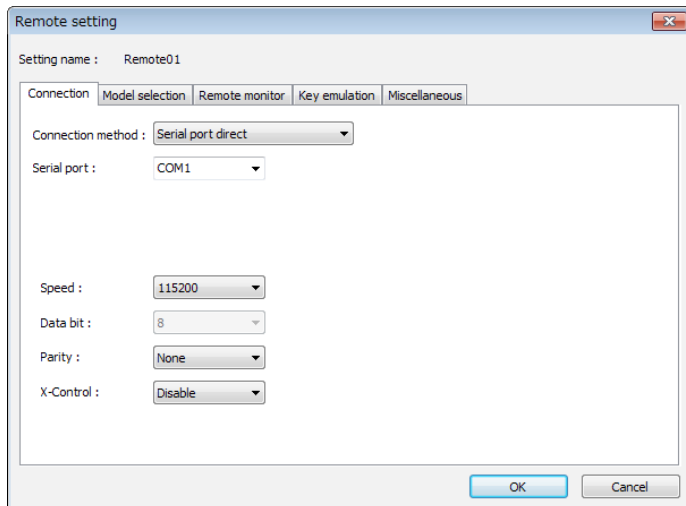 Remote setting
Setting name : Remote01
Connection Model selection Remote monitor Key emulation Miscellaneous
Connection method : Serial port direct
Serial port : COM1
Speed : 115200
Data bit : 8
Parity : None
X-Control : Disable
OK Cancel